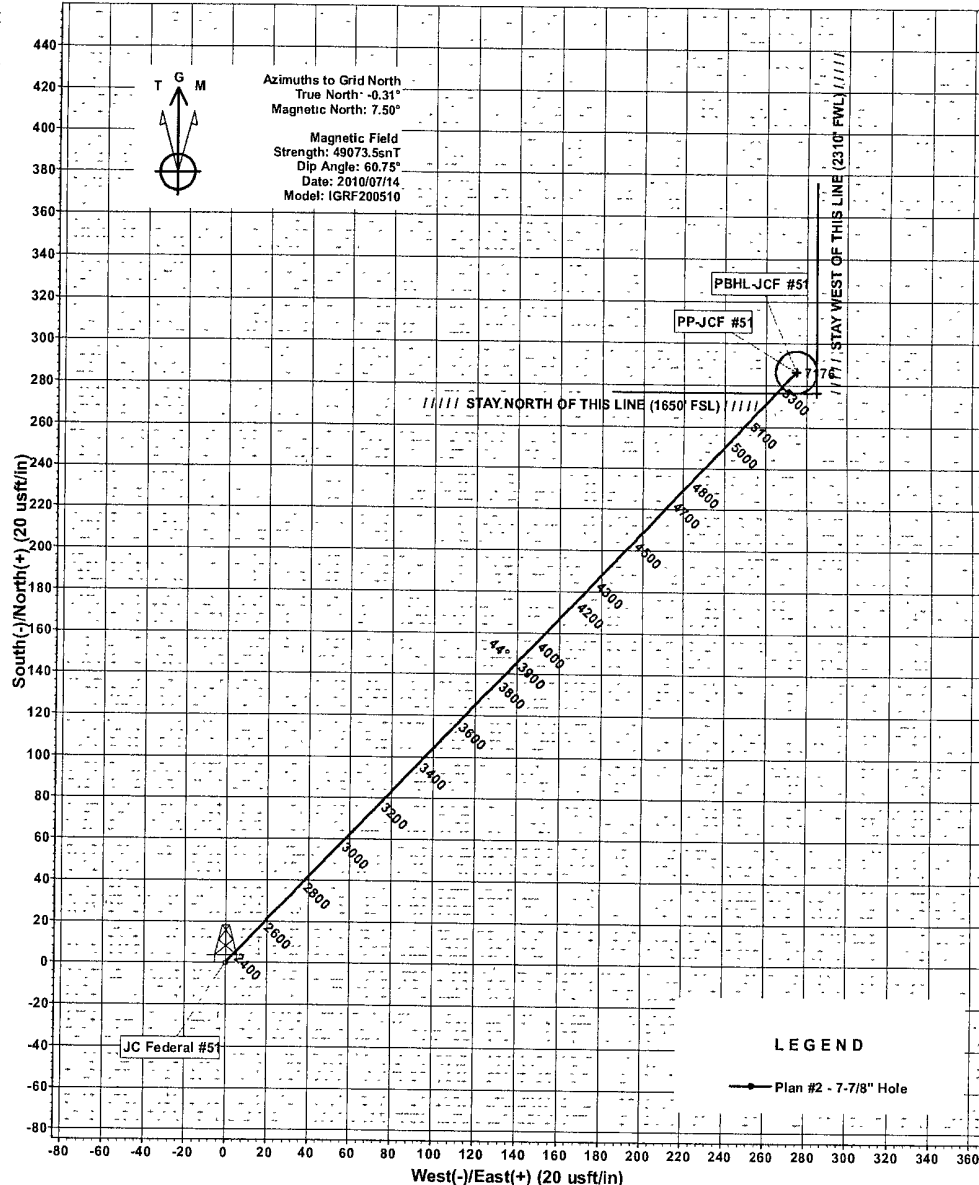 T G M
Azimuths to Grid North
True North: -0.31°
Magnetic North: 7.50°
Magnetic Field
Strength: 49073.5snT
Dip Angle: 60.75°
Date: 2010/07/14
Model: IGRF200510
440
420
400
380
360
340
320
300
280
260
240
220
200
180
160
140
120
100
80
60
40
20
0
-20
-40
-60
-80
South(-)/North(+) (20 usft/in)
///// STAY WEST OF THIS LINE (2310' FWL) /////
PBHL-JCF #51
PP-JCF #51
7176
5300
///// STAY NORTH OF THIS LINE (1650' FSL) /////
5100
5000
4800
4700
4500
4300
4200
4000
44°
3900
3800
3600
3400
3200
3000
2800
2600
2400
JC Federal #51
LEGEND
Plan #2 - 7-7/8" Hole
-80 -60 -40 -20 0 20 40 60 80 100 120 140 160 180 200 220 240 260 280 300 320 340 360
West(-)/East(+) (20 usft/in)